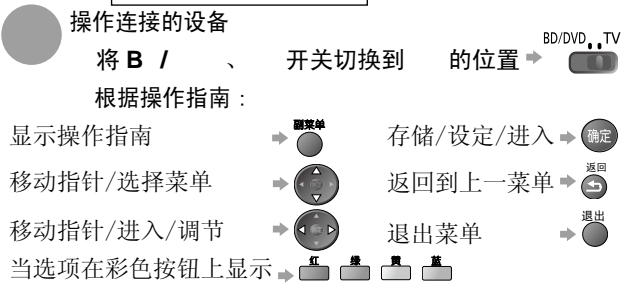 操作连接的设备
BD/DVD TV
将 B / 、 开关切换到 的位置
根据操作指南：
显示操作指南 副菜单 存储/设定/进入 确定
移动指针/选择菜单 返回到上一菜单 返回
移动指针/进入/调节 退出菜单 退出
当选项在彩色按钮上显示 红 绿 黄 蓝